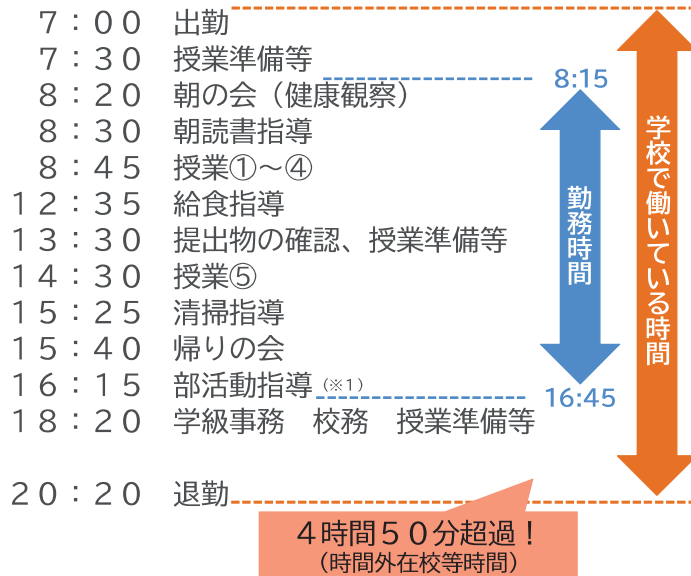 ７：００　出勤
７：３０　授業準備等
8:15
８：２０　朝の会（健康観察）
８：３０　朝読書指導
８：４５　授業①～④
１２：３５　給食指導
１３：３０　提出物の確認、授業準備等
１４：３０　授業⑤
１５：２５　清掃指導
１５：４０　帰りの会
１６：１５　部活動指導（※１）
16:45
１８：２０　学級事務　校務　授業準備等
２０：２０　退勤
勤務時間
学校で働いている時間
４時間５０分超過！
（時間外在校等時間）